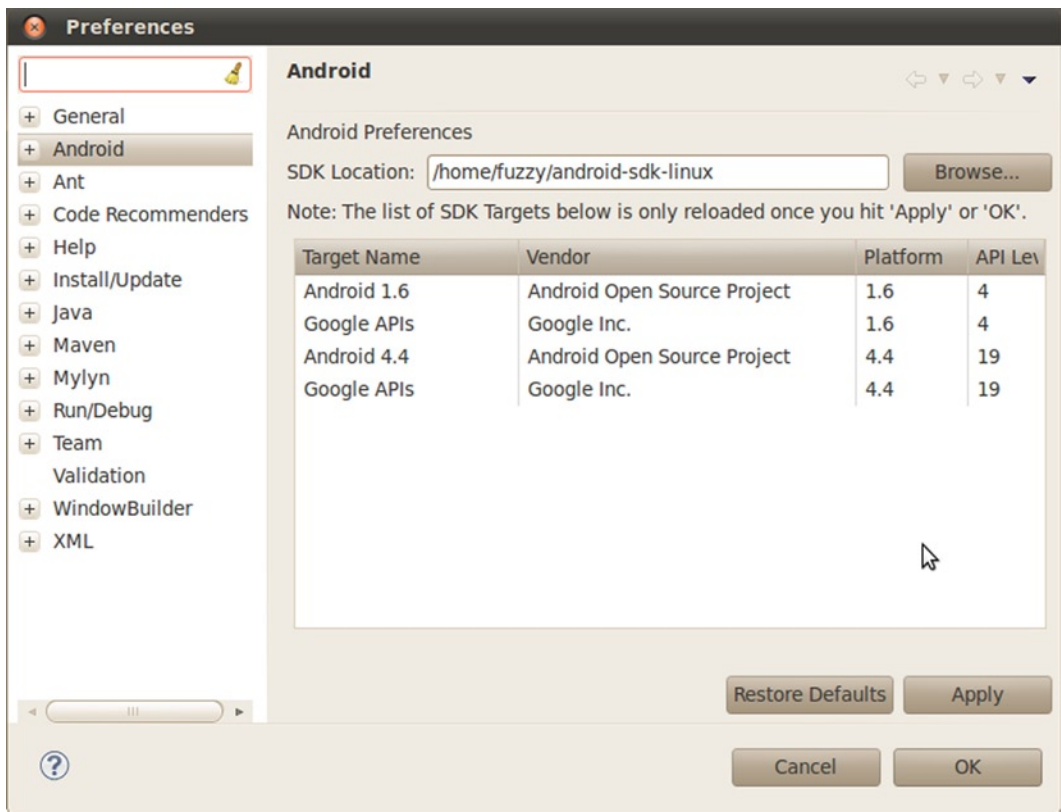 Preferences
General
Android
Ant
Code Recommenders
Help
Install/Update
Java
Maven
Mylyn
Run/Debug
Team
Validation
WindowBuilder
XML
Android
Android Preferences
SDK Location: /home/fuzzy/android-sdk-linux Browse...
Note: The list of SDK Targets below is only reloaded once you hit 'Apply' or 'OK'.
Target Name Vendor Platform API Lev
Android 1.6 Android Open Source Project 1.6 4
Google APIs Google Inc. 1.6 4
Android 4.4 Android Open Source Project 4.4 19
Google APIs Google Inc. 4.4 19
Restore Defaults Apply
? Cancel OK